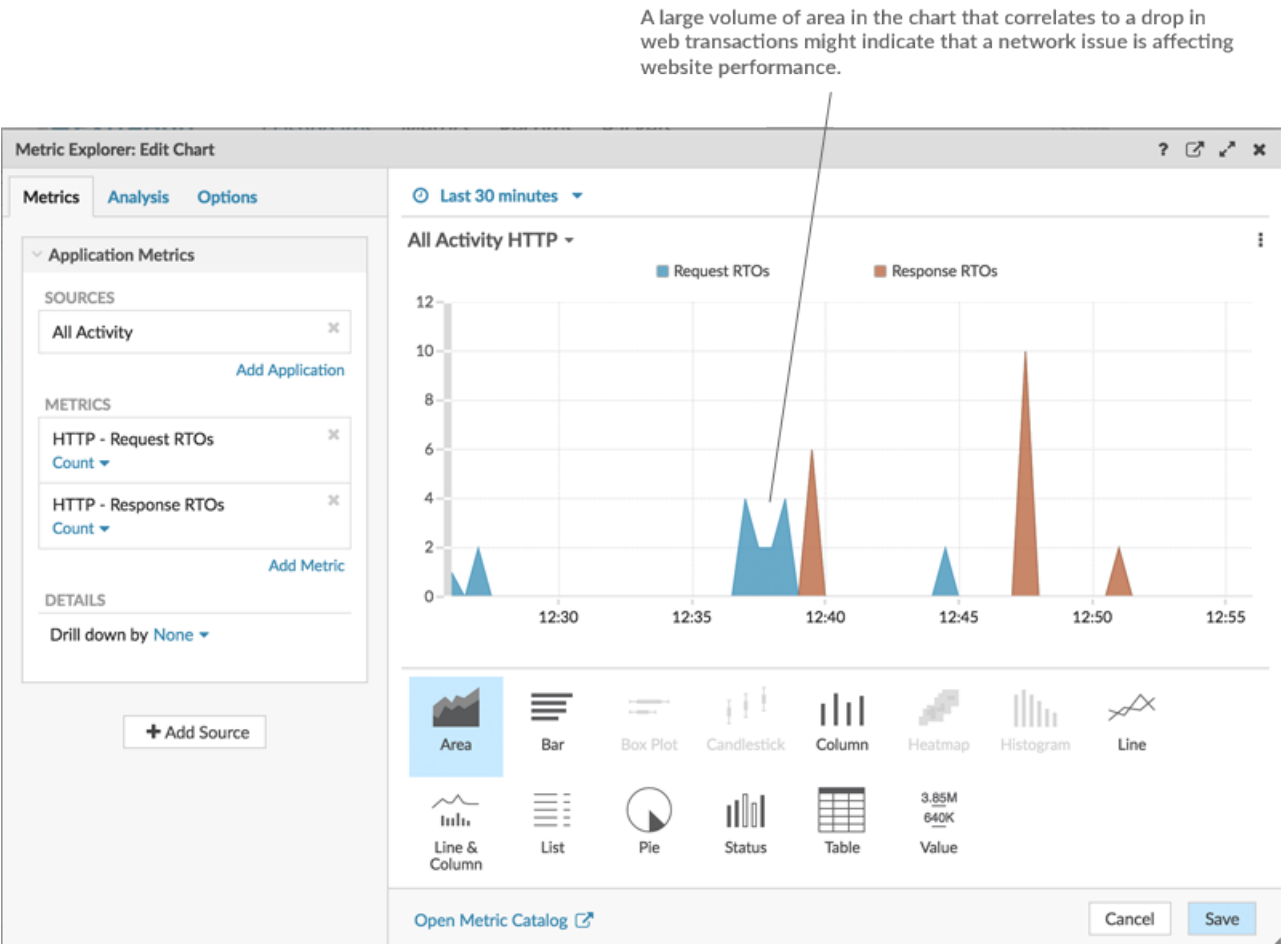 A large volume of area in the chart that correlates to a drop in
web transactions might indicate that a network issue is affecting
website performance.
Metric Explorer: Edit Chart
?
Metrics Analysis Options
Last 30 minutes
Application Metrics
SOURCES
All Activity
Add Application
METRICS
HTTP - Request RTOs
Count
HTTP - Response RTOs
Count
Add Metric
DETAILS
Drill down by None
+ Add Source
All Activity HTTP
Request RTOs Response RTOs
12
10
8
6
4
2
0
12:30 12:35 12:40 12:45 12:50 12:55
Area Bar Box Plot Candlestick Column Heatmap Histogram Line
3.85M
640K
Line &
Column
List Pie Status Table Value
Open Metric Catalog
Cancel Save